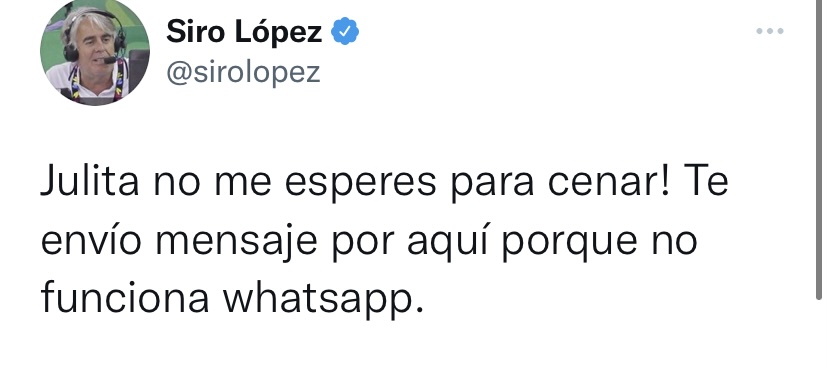 Siro López
@sirolopez
Julita no me esperes para cenar! Te
envío mensaje por aquí porque no
funciona whatsapp.